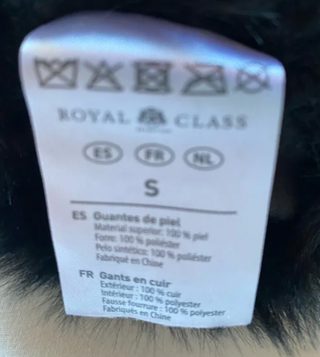 ROYAL CLASS
ES FR NL
S
ES Guantes de piel
Material superior: 100 % piel
Forro: 100 % poliéster
Pelo sintético: 100 % poliéster
Fabriqué en Chine
FR Gants en cuir
Extérieur : 100 % cuir
Intérieur : 100 % polyester
Fausse fourrure : 100 % polyester
Fabriqués en Chine